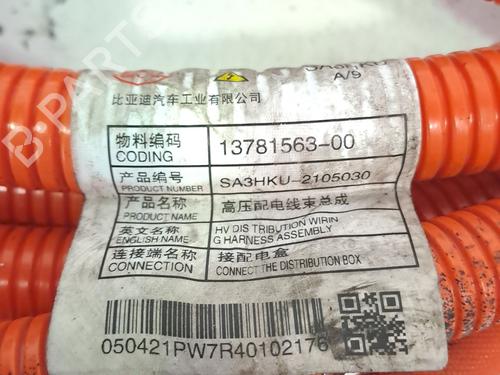 A/9
比亚迪汽车工业有限公司
物料编码 13781563-00
CODING
产品编号 SA3HKU-2105030
PRODUCT NUMBER
产品名称 高压配电线束总成
PRODUCT NAME
英文名称 HV DISTRIBUTION WIRIN
ENGLISH NAME G HARNESS ASSEMBLY
连接端名称 接配电盒
CONNECTION CONNECT THE DISTRIBUTION BOX
050421PW7R40102176
B-PARTS